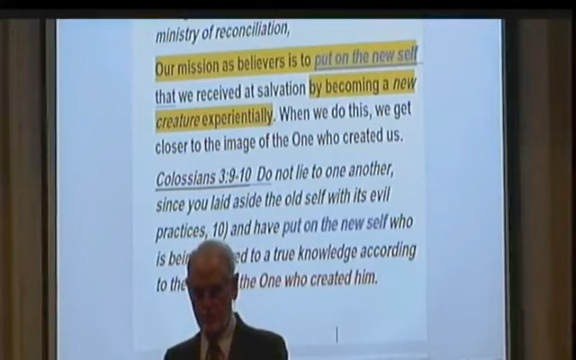 ministry of reconciliation,
Our mission as believers is to put on the new self
that we received at salvation by becoming a new
creature experientially. When we do this, we get
closer to the image of the One who created us.
Colossians 3:9-10 Do not lie to one another,
since you laid aside the old self with its evil
practices, 10) and have put on the new self who
is to a true knowledge according
to the the One who created him.